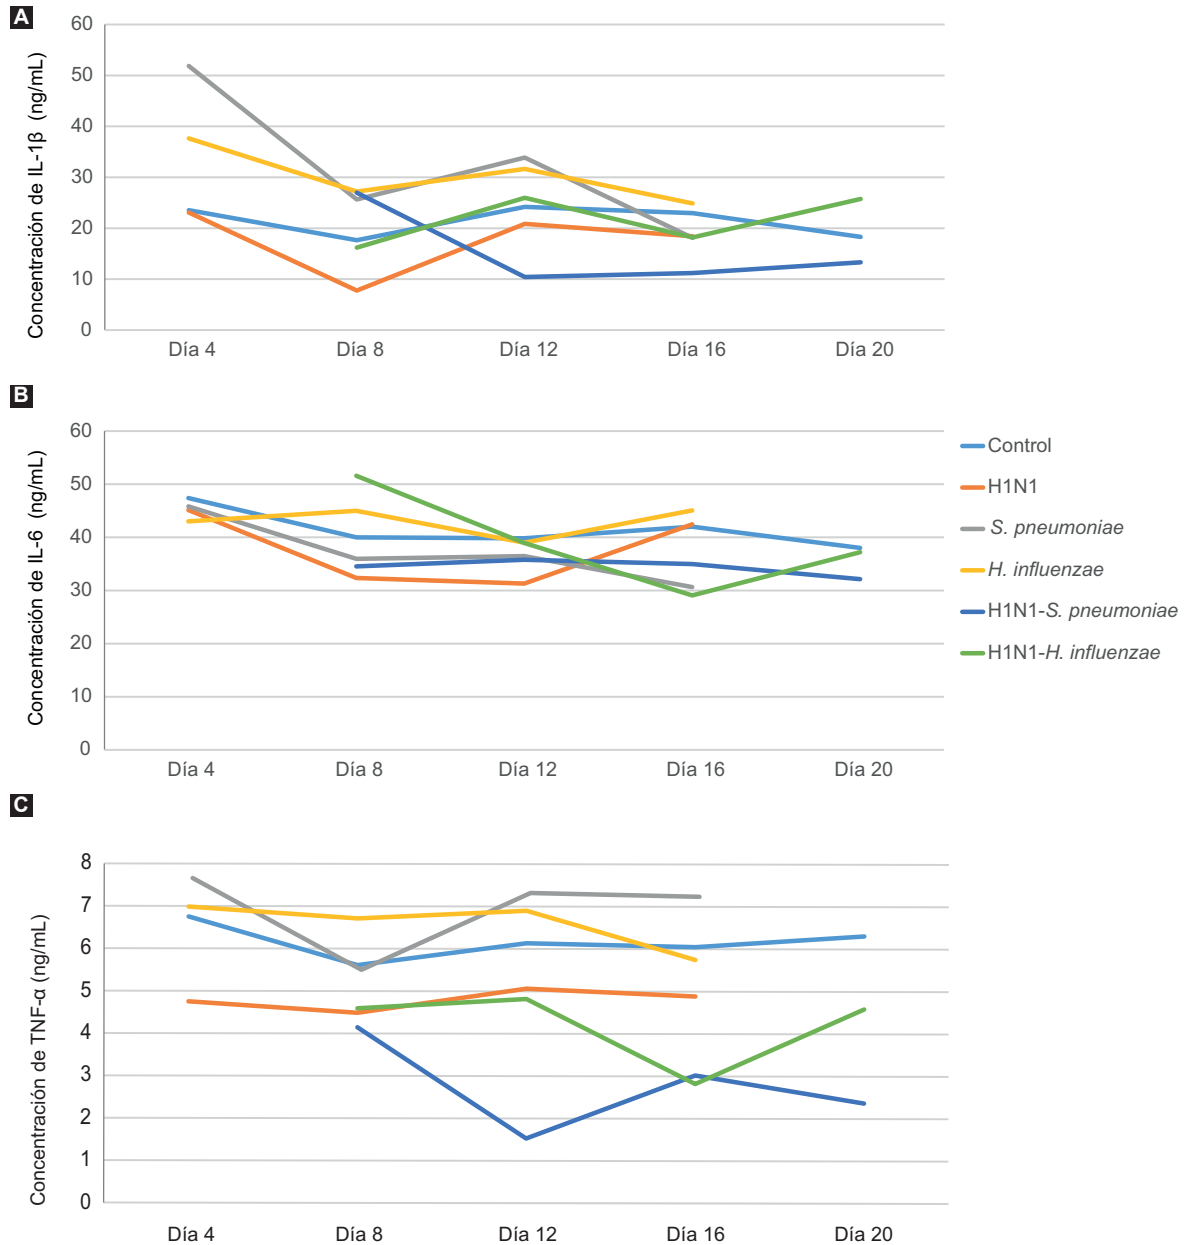 A
Concentración de IL-1β (ng/mL)
60
50
40
30
20
10
0
Día 4 Día 8 Día 12 Día 16 Día 20
B
Concentración de IL-6 (ng/mL)
60
50
40
30
20
10
0
Día 4 Día 8 Día 12 Día 16 Día 20
Control
H1N1
S. pneumoniae
H. influenzae
H1N1-S. pneumoniae
H1N1-H. influenzae
C
Concentración de TNF-α (ng/mL)
8
7
6
5
4
3
2
1
0
Día 4 Día 8 Día 12 Día 16 Día 20